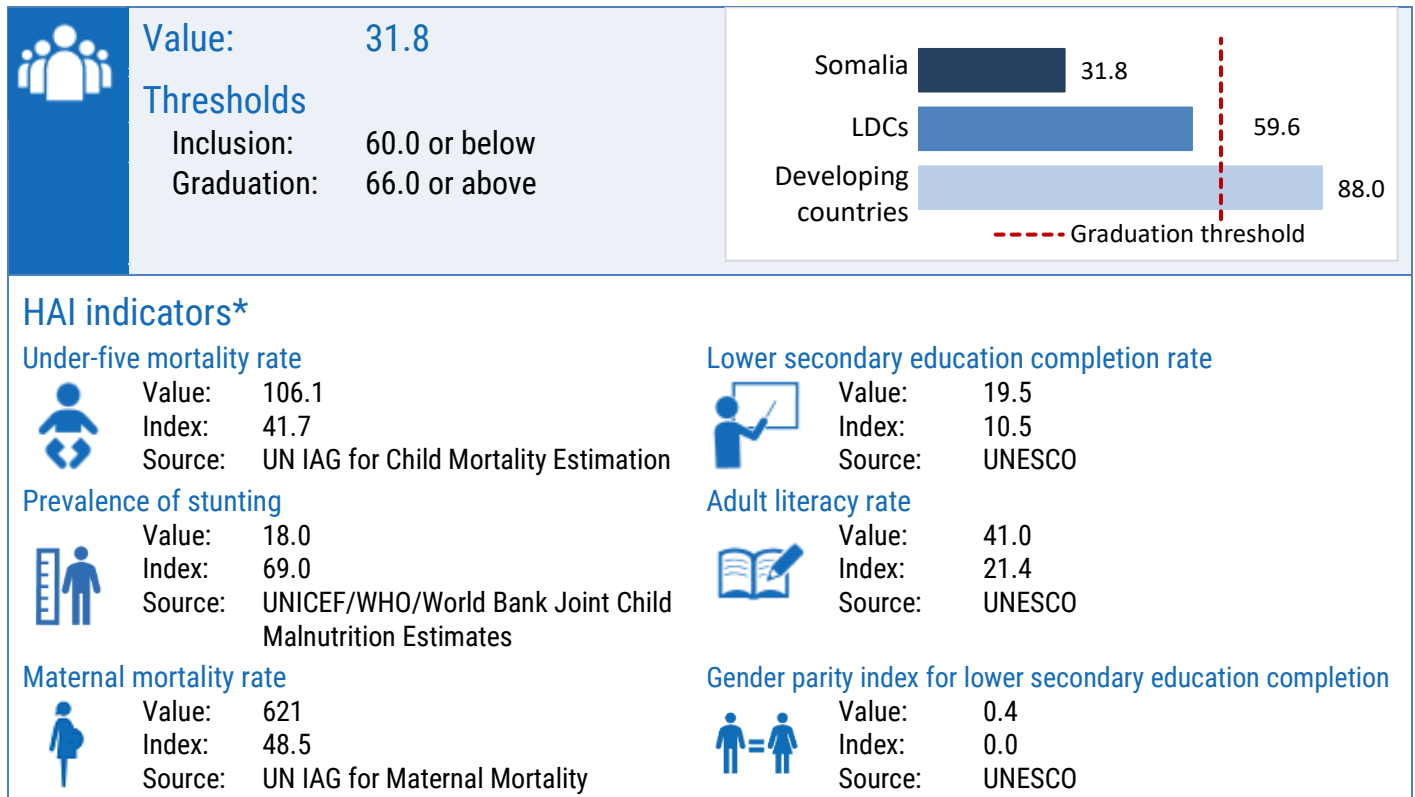 Value: 31.8
Thresholds
Inclusion: 60.0 or below
Graduation: 66.0 or above
Somalia 31.8
LDCs 59.6
Developing
countries 88.0
Graduation threshold
HAI indicators*
Under-five mortality rate
Value: 106.1
Index: 41.7
Source: UN IAG for Child Mortality Estimation
Prevalence of stunting
Value: 18.0
Index: 69.0
Source: UNICEF/WHO/World Bank Joint Child
Malnutrition Estimates
Maternal mortality rate
Value: 621
Index: 48.5
Source: UN IAG for Maternal Mortality
Lower secondary education completion rate
Value: 19.5
Index: 10.5
Source: UNESCO
Adult literacy rate
Value: 41.0
Index: 21.4
Source: UNESCO
Gender parity index for lower secondary education completion
Value: 0.4
Index: 0.0
Source: UNESCO